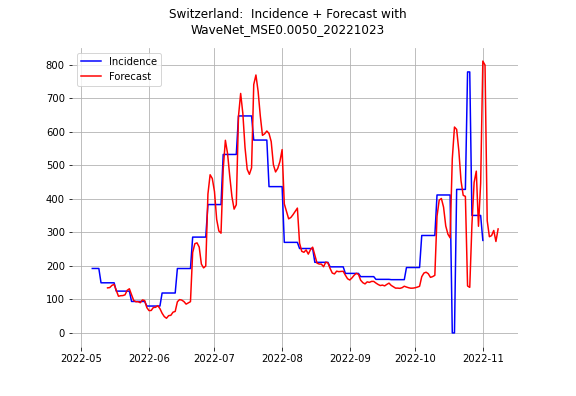 Switzerland:  Incidence + Forecast with
WaveNet_MSE0.0050_20221023
Incidence
Forecast
800
700
600
500
400
300
200
100
0
2022-05 2022-06 2022-07 2022-08 2022-09 2022-10 2022-11